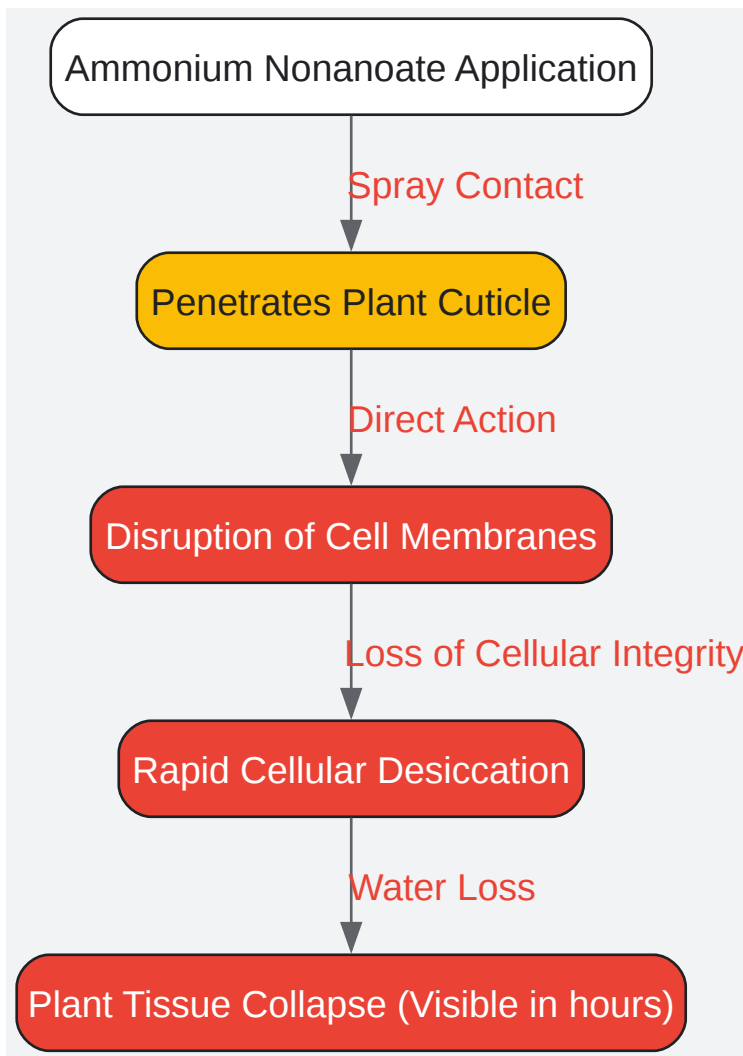 Ammonium Nonanoate Application
Spray Contact
Penetrates Plant Cuticle
Direct Action
Disruption of Cell Membranes
Loss of Cellular Integrity
Rapid Cellular Desiccation
Water Loss
Plant Tissue Collapse (Visible in hours)